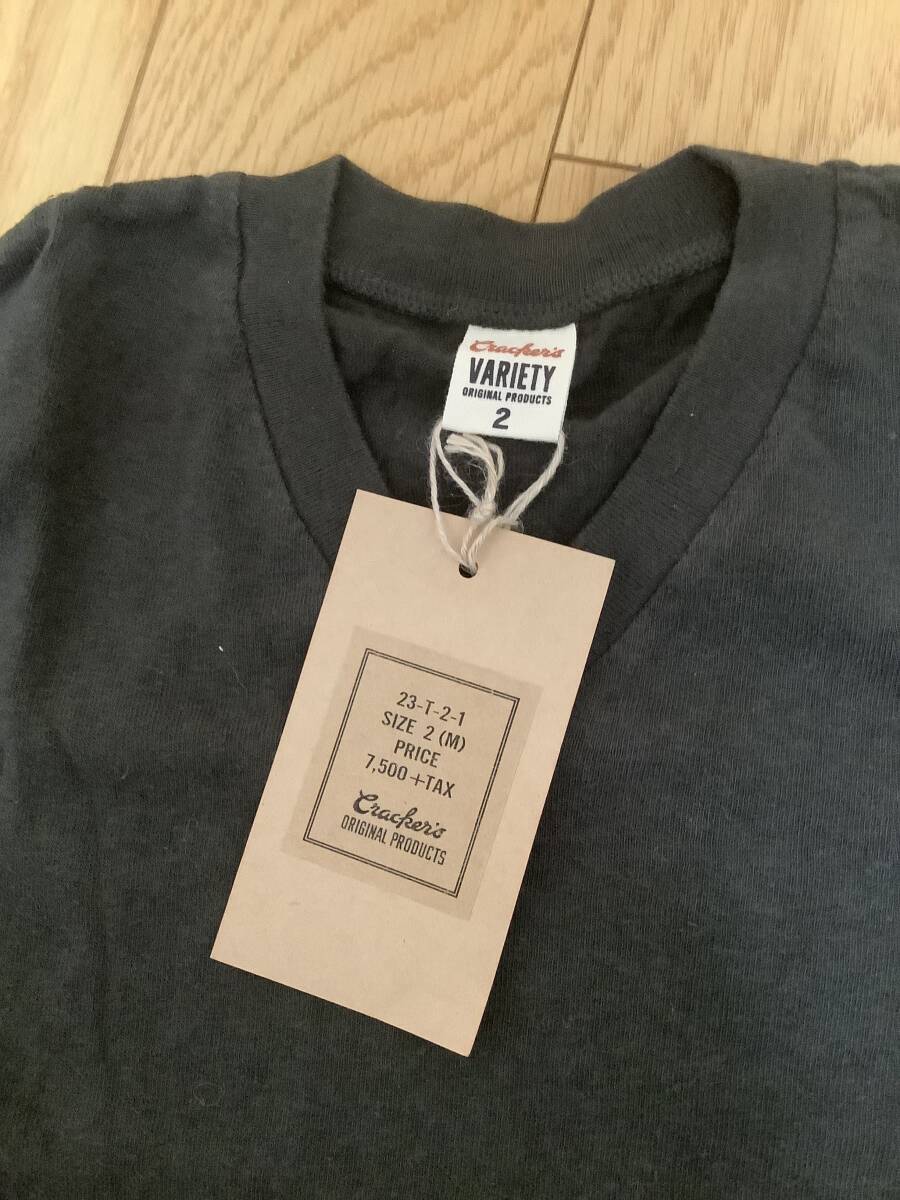 Cracker's
VARIETY
ORIGINAL PRODUCTS
2
23-T-2-1
SIZE 2 (M)
PRICE
7,500+TAX
Cracker's
ORIGINAL PRODUCTS